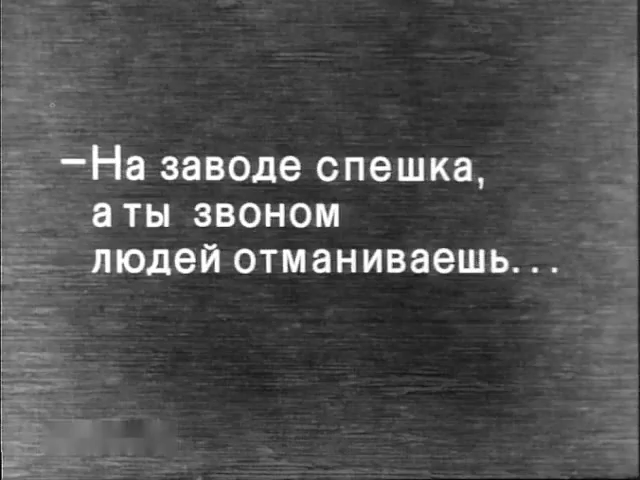 – На заводе спешка,
а ты звоном
людей отманиваешь...